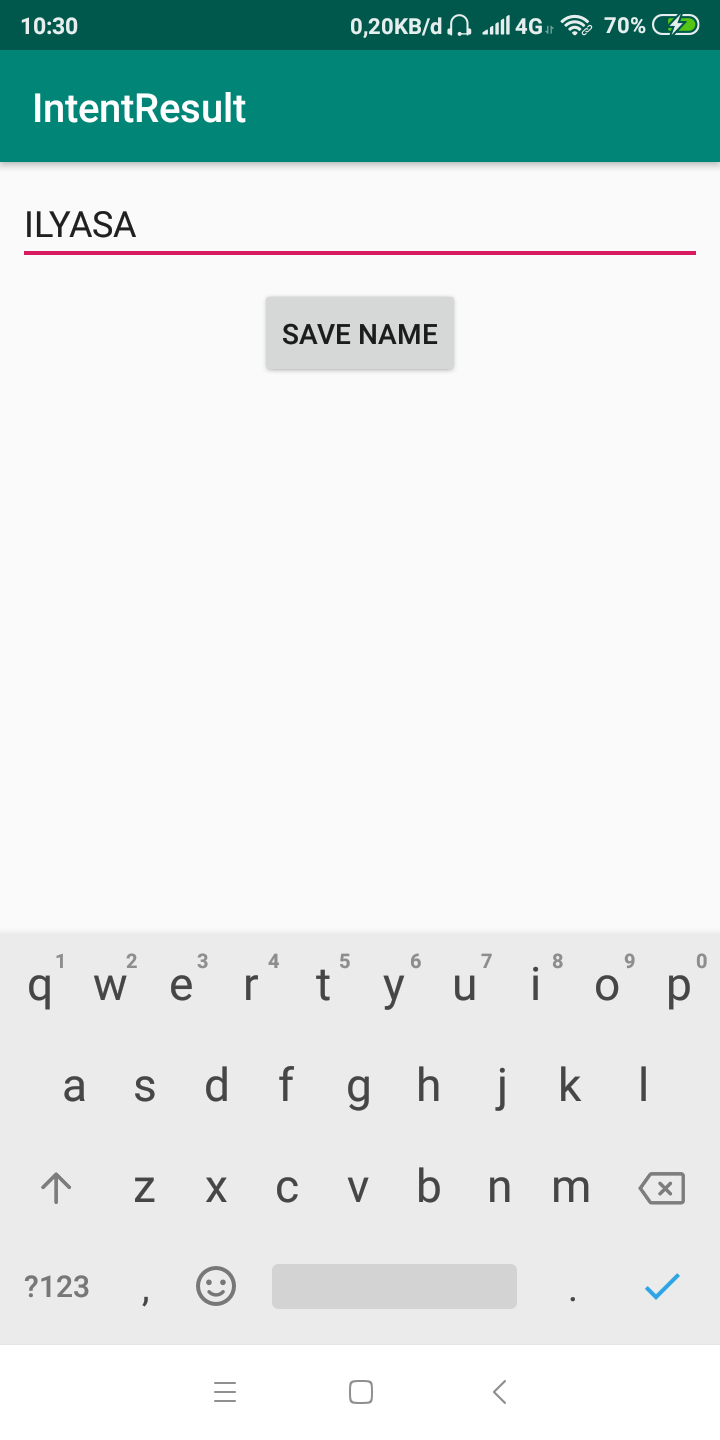 10:30 0,20KB/d 4G 70%
IntentResult
ILYASA
SAVE NAME
1 2 3 4 5 6 7 8 9 0
q w e r t y u i o p
a s d f g h j k l
z x c v b n m
?123 , .